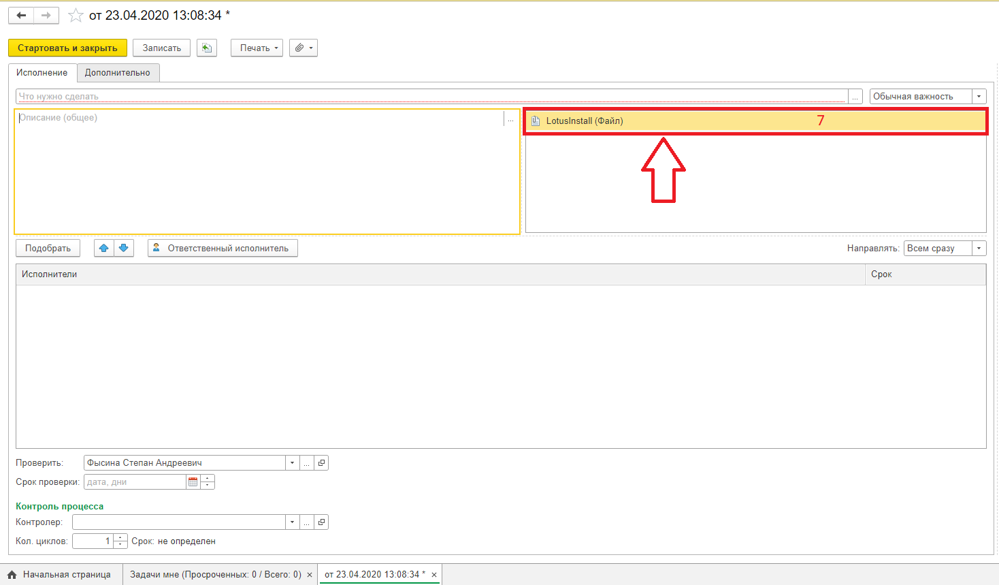 от 23.04.2020 13:08:34 *
Стартовать и закрыть Записать Печать
Исполнение Дополнительно
Что нужно сделать ... Обычная важность
Описание (общее) ... LotusInstall (Файл) 7
Подобрать Ответственный исполнитель Направлять: Всем сразу
Исполнители Срок
Проверить: Фысина Степан Андреевич ...
Срок проверки: дата, дни
Контроль процесса
Контролер: ...
Кол. циклов: 1 Срок: не определен
Начальная страница Задачи мне (Просроченных: 0 / Всего: 0) × от 23.04.2020 13:08:34 * ×